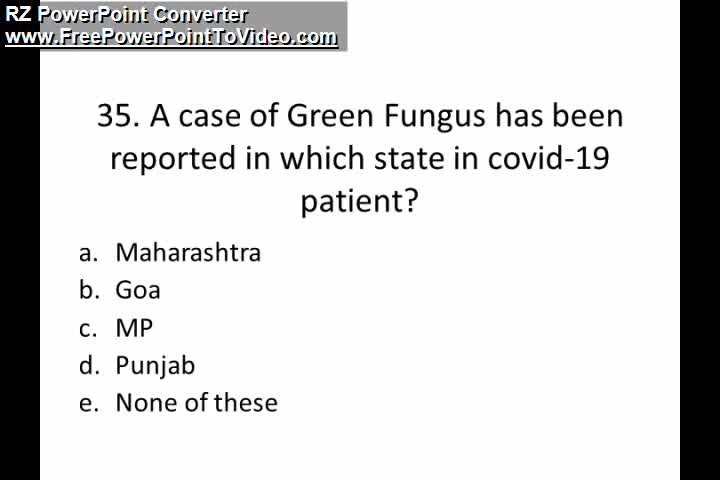 RZ PowerPoint Converter
www.FreePowerPointToVideo.com
35. A case of Green Fungus has been
reported in which state in covid-19
patient?
a. Maharashtra
b. Goa
c. MP
d. Punjab
e. None of these